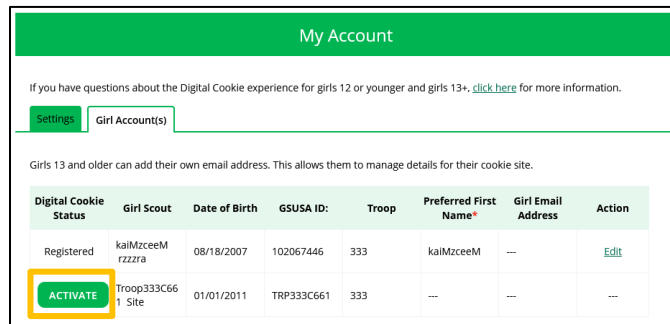 My Account
If you have questions about the Digital Cookie experience for girls 12 or younger and girls 13+, click here for more information.
Settings Girl Account(s)
Girls 13 and older can add their own email address. This allows them to manage details for their cookie site.
Digital Cookie Status Girl Scout Date of Birth GSUSA ID: Troop Preferred First Name* Girl Email Address Action
Registered kaiMzceeM rzzzra 08/18/2007 102067446 333 kaiMzceeM --- Edit
ACTIVATE Troop333C66 1 Site 01/01/2011 TRP333C661 333 --- --- ---